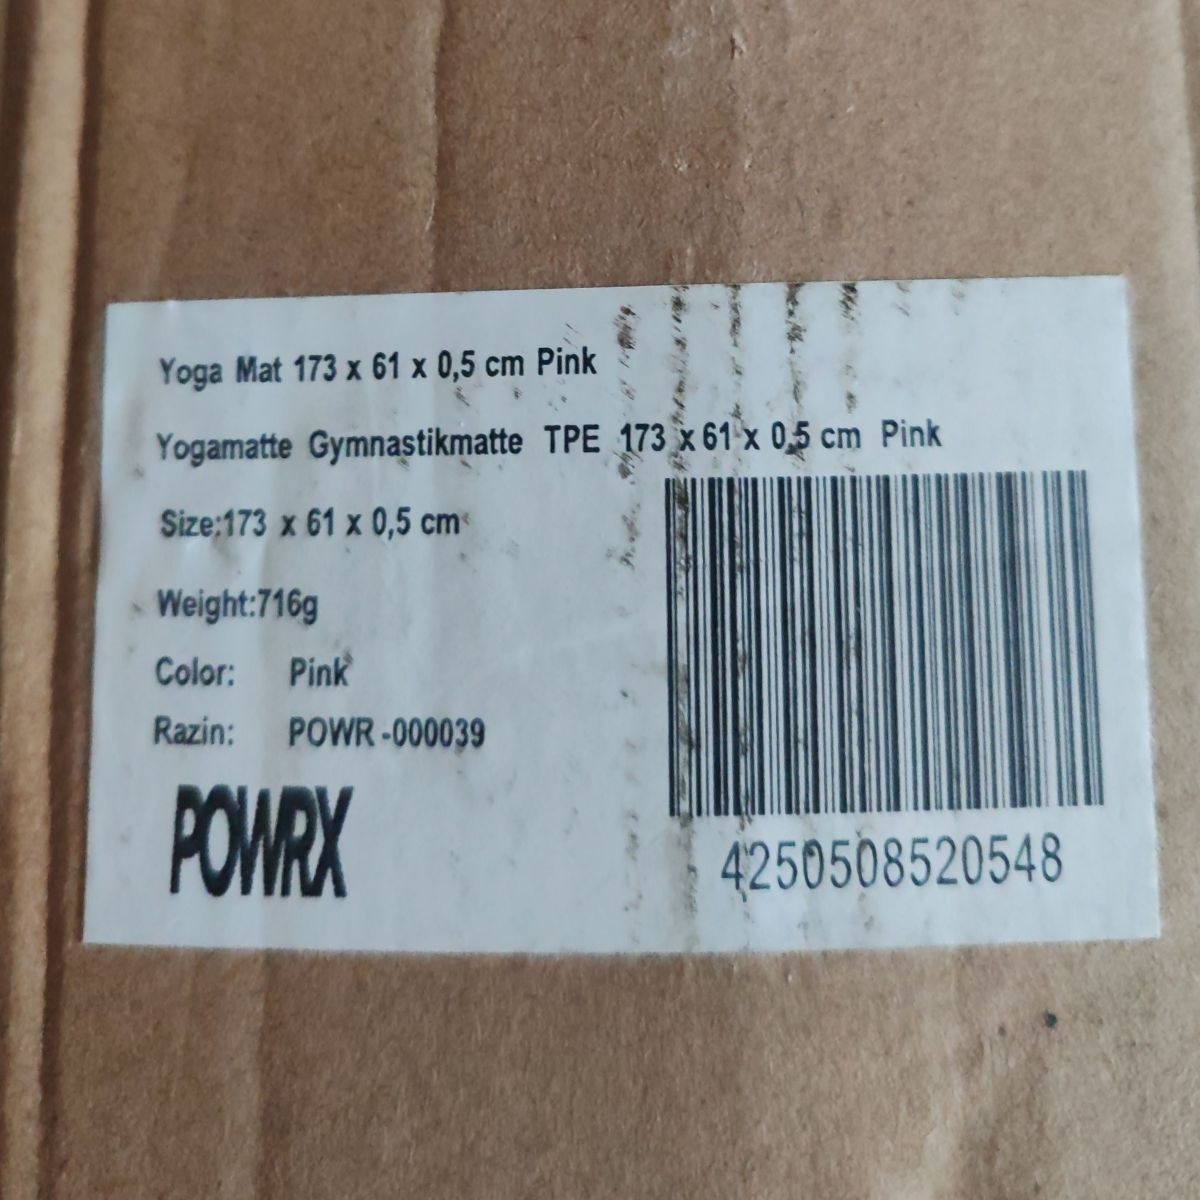 Yoga Mat 173 x 61 x 0,5 cm Pink
Yogamatte Gymnastikmatte TPE 173 x 61 x 0,5 cm Pink
Size:173 x 61 x 0,5 cm
Weight:716g
Color: Pink
Razin: POWR-000039
POWRX
4250508520548